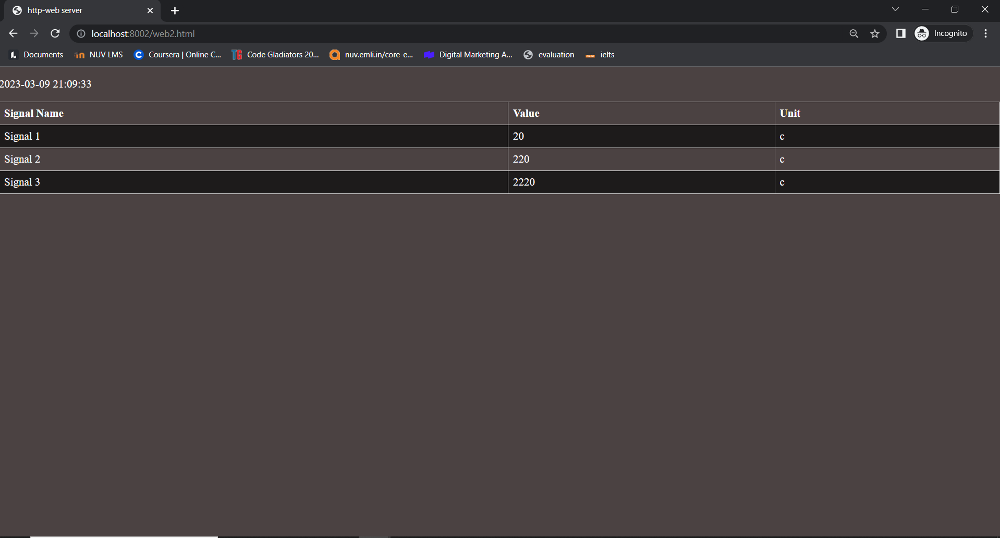 http-web server
localhost:8002/web2.html
Incognito
Documents NUV LMS Coursera | Online C... Code Gladiators 20... nuv.emli.in/core-e... Digital Marketing A... evaluation ielts
2023-03-09 21:09:33
Signal Name Value Unit
Signal 1 20 c
Signal 2 220 c
Signal 3 2220 c